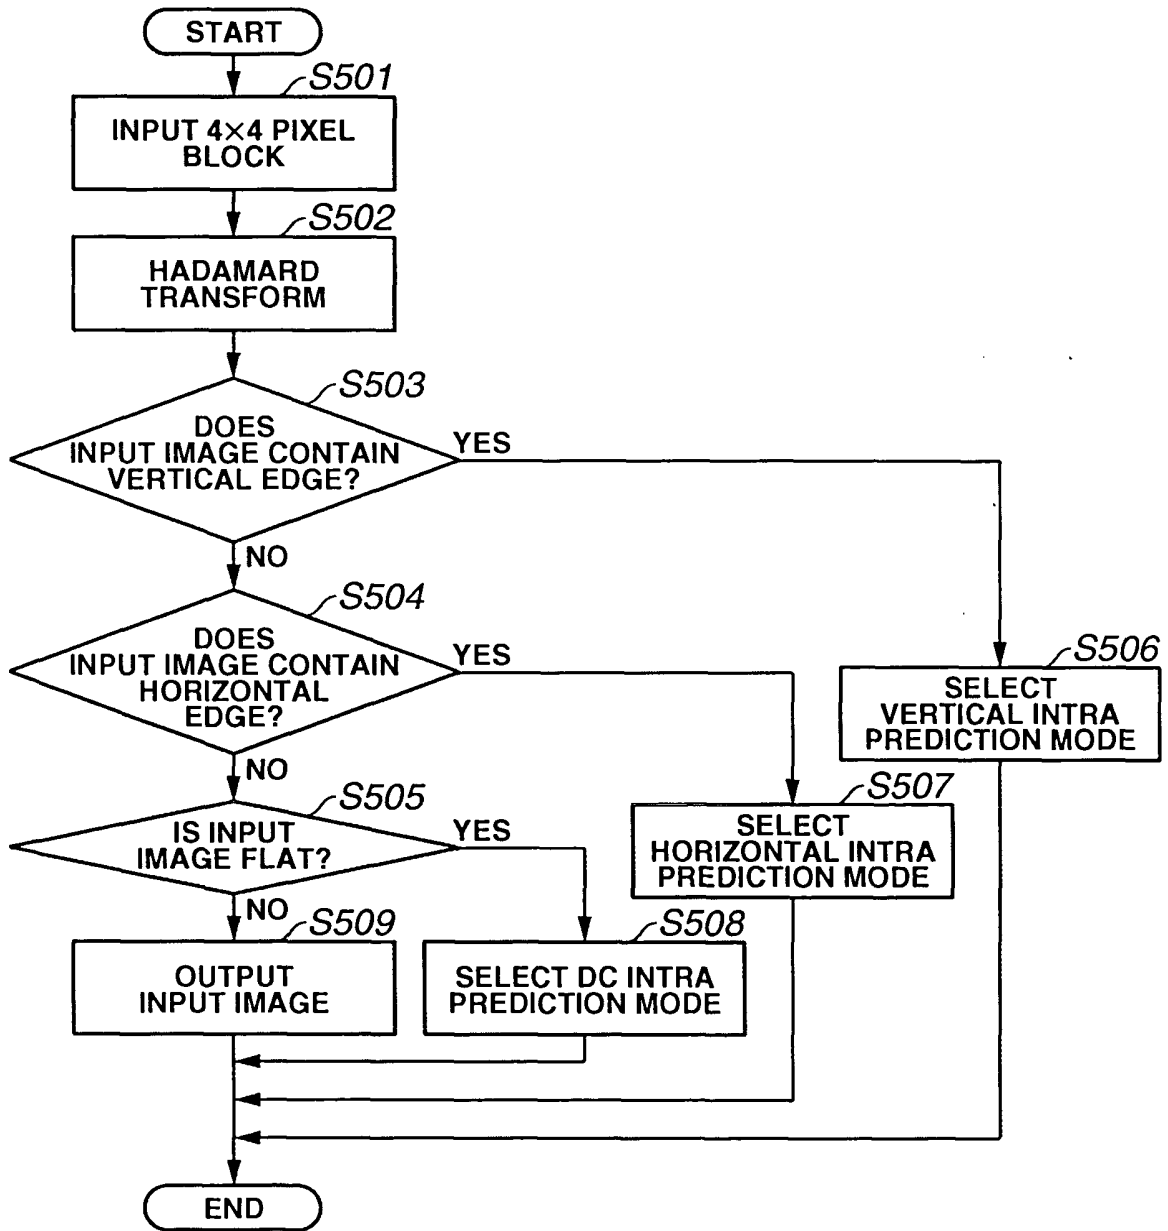 START
S501
INPUT 4×4 PIXEL
BLOCK
S502
HADAMARD
TRANSFORM
S503
DOES
INPUT IMAGE CONTAIN
VERTICAL EDGE?
YES
NO
S504
DOES
INPUT IMAGE CONTAIN
HORIZONTAL
EDGE?
YES
S506
SELECT
VERTICAL INTRA
PREDICTION MODE
NO
S505
IS INPUT
IMAGE FLAT?
YES
S507
SELECT
HORIZONTAL INTRA
PREDICTION MODE
NO
S509
OUTPUT
INPUT IMAGE
S508
SELECT DC INTRA
PREDICTION MODE
END